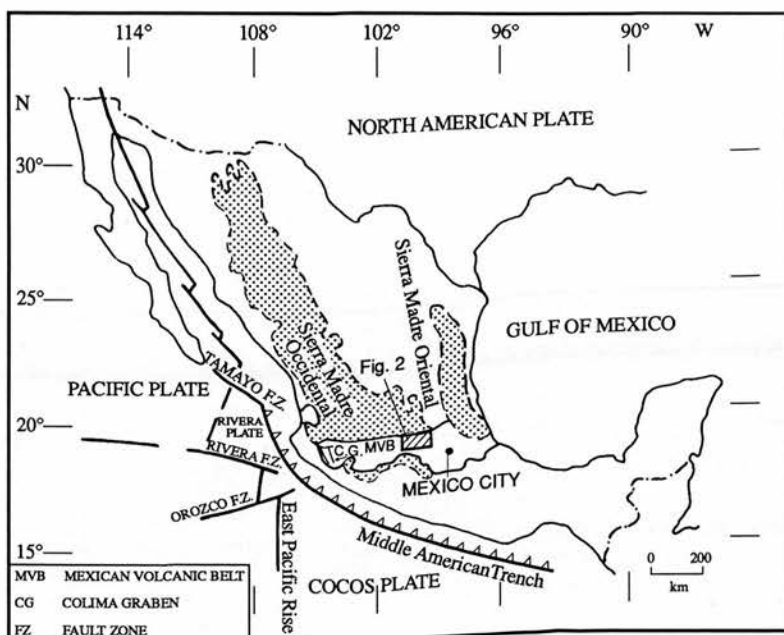 114° 108° 102° 96° 90° W
N
NORTH AMERICAN PLATE
30°
25°
Sierra Madre Oriental
GULF OF MEXICO
Fig. 2
Sierra Madre
Occidental
TAMAYO F.Z.
PACIFIC PLATE
20°
RIVERA
PLATE
C.G. MVB
RIVERA F.Z.
MEXICO CITY
OROZCO F.Z.
East Pacific Rise
Middle American Trench
15°
0 200
km
COCOS PLATE
MVB MEXICAN VOLCANIC BELT
CG COLIMA GRABEN
FZ FAULT ZONE